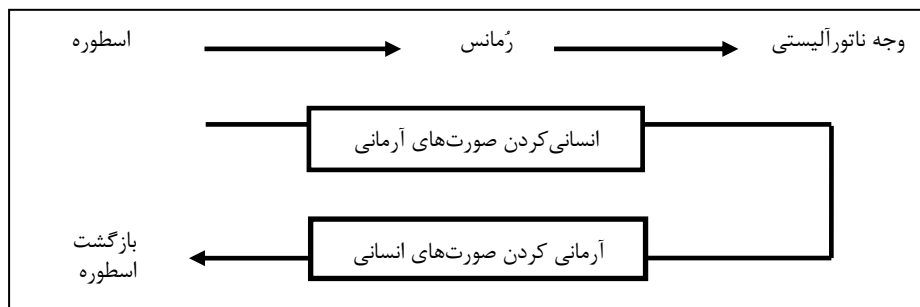 اسطوره
رُمانس
وجه ناتورآلیستی
انسانی‌کردن صورت‌های آرمانی
آرمانی کردن صورت‌های انسانی
بازگشت
اسطوره